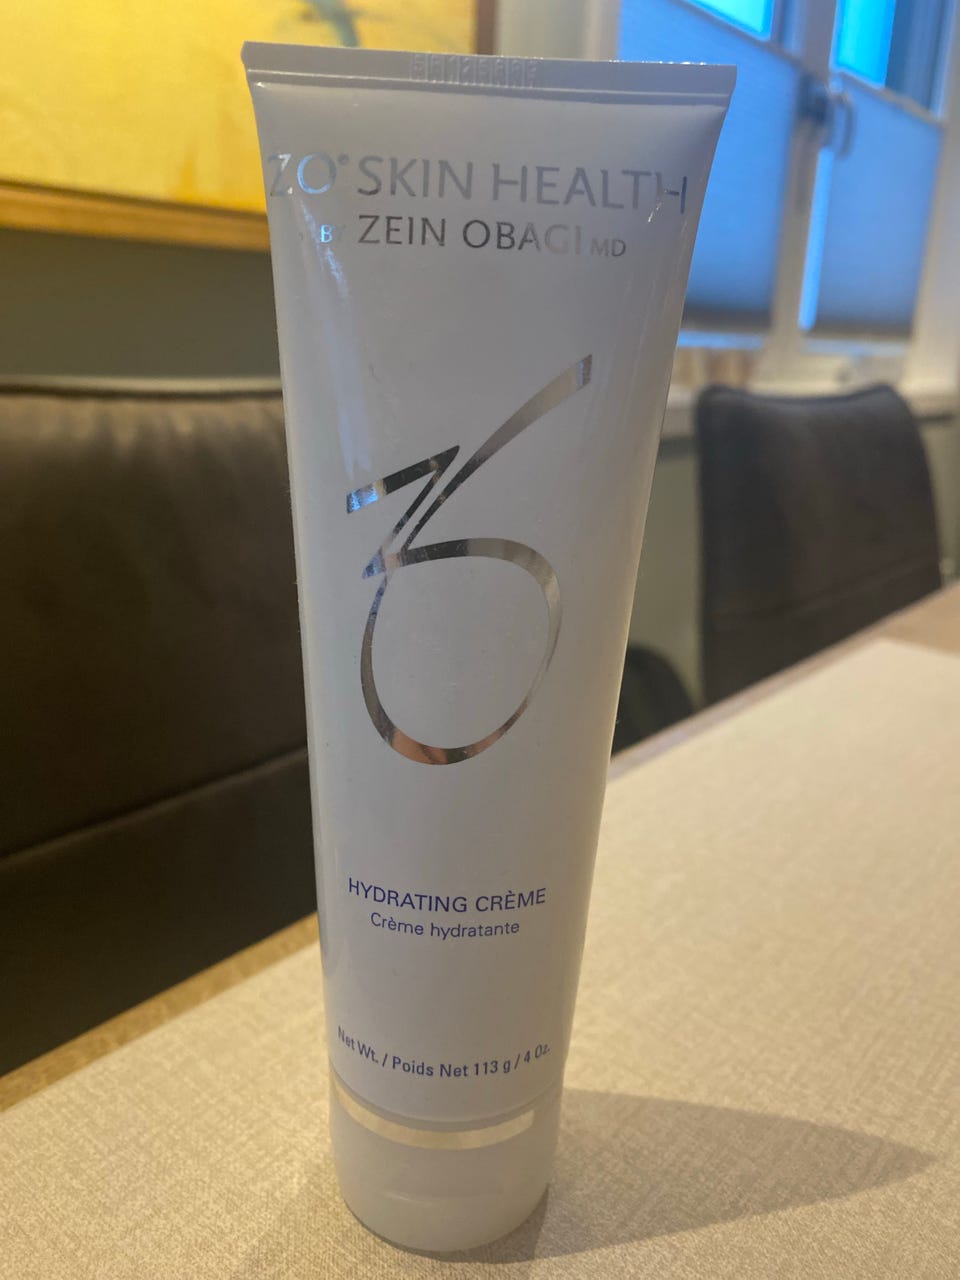 ZO® SKIN HEALTH
BY ZEIN OBAGI MD
HYDRATING CRÈME
Crème hydratante
Net Wt. / Poids Net 113 g / 4 Oz.